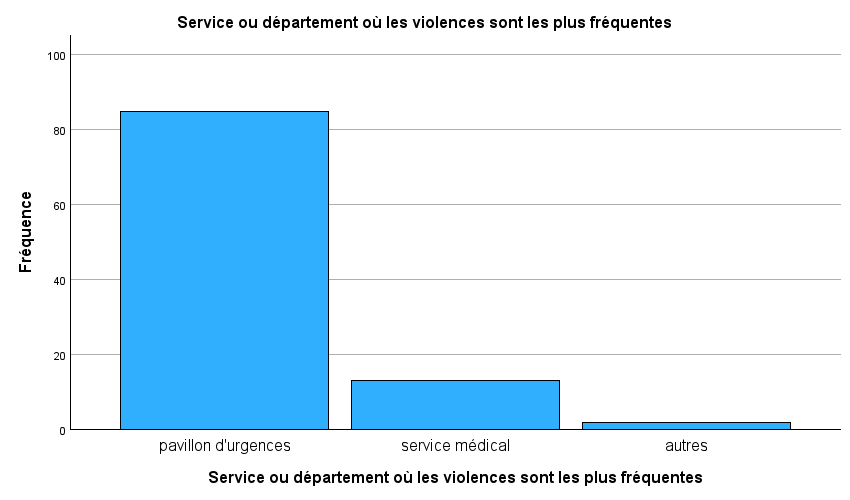 Service ou département où les violences sont les plus fréquentes
100
80
60
40
20
0
Fréquence
pavillon d'urgences
service médical
autres
Service ou département où les violences sont les plus fréquentes